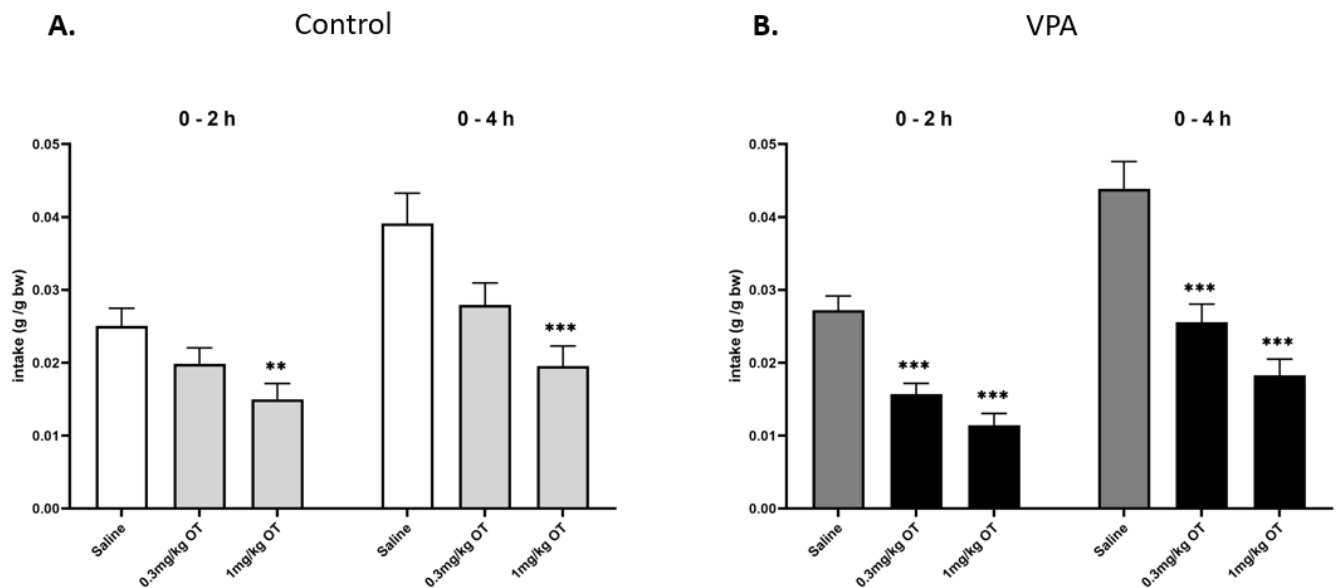 A.
Control
0 - 2 h
0 - 4 h
0.05
0.04
0.03
0.02
0.01
0.00
intake (g /g bw)
**
***
Saline
0.3mg/kg OT
1mg/kg OT
Saline
0.3mg/kg OT
1mg/kg OT
B.
VPA
0 - 2 h
0 - 4 h
0.05
0.04
0.03
0.02
0.01
0.00
intake (g /g bw)
***
***
***
***
Saline
0.3mg/kg OT
1mg/kg OT
Saline
0.3mg/kg OT
1mg/kg OT